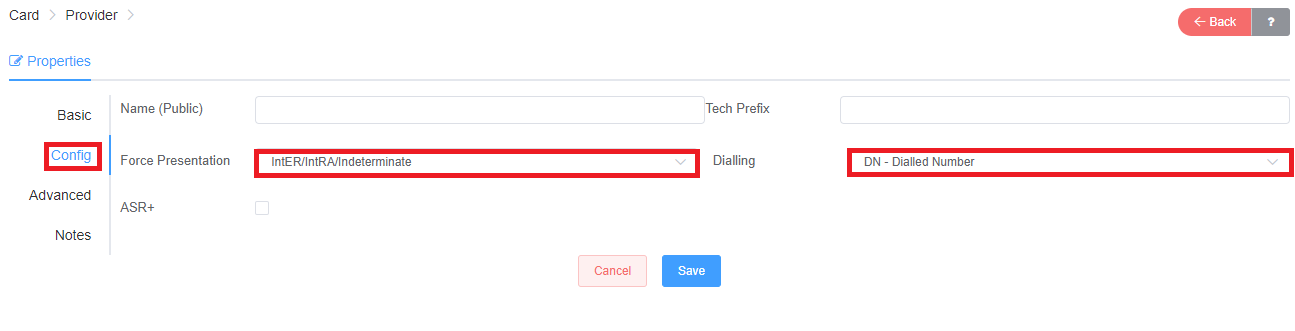 Card Provider
Back ?
Properties
Basic
Name (Public) Tech Prefix
Config
Force Presentation IntER/IntRA/Indeterminate Dialling DN - Dialled Number
Advanced
ASR+
Notes
Cancel Save